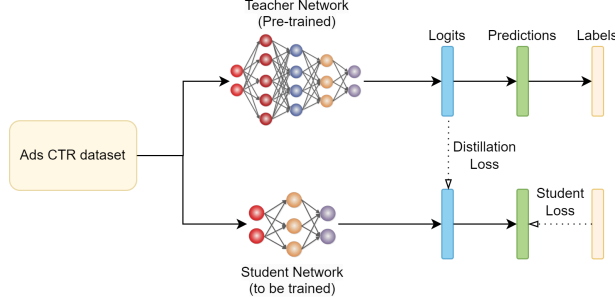 Teacher Network
(Pre-trained)
Logits
Predictions
Labels
Ads CTR dataset
Distillation
Loss
Student
Loss
Student Network
(to be trained)